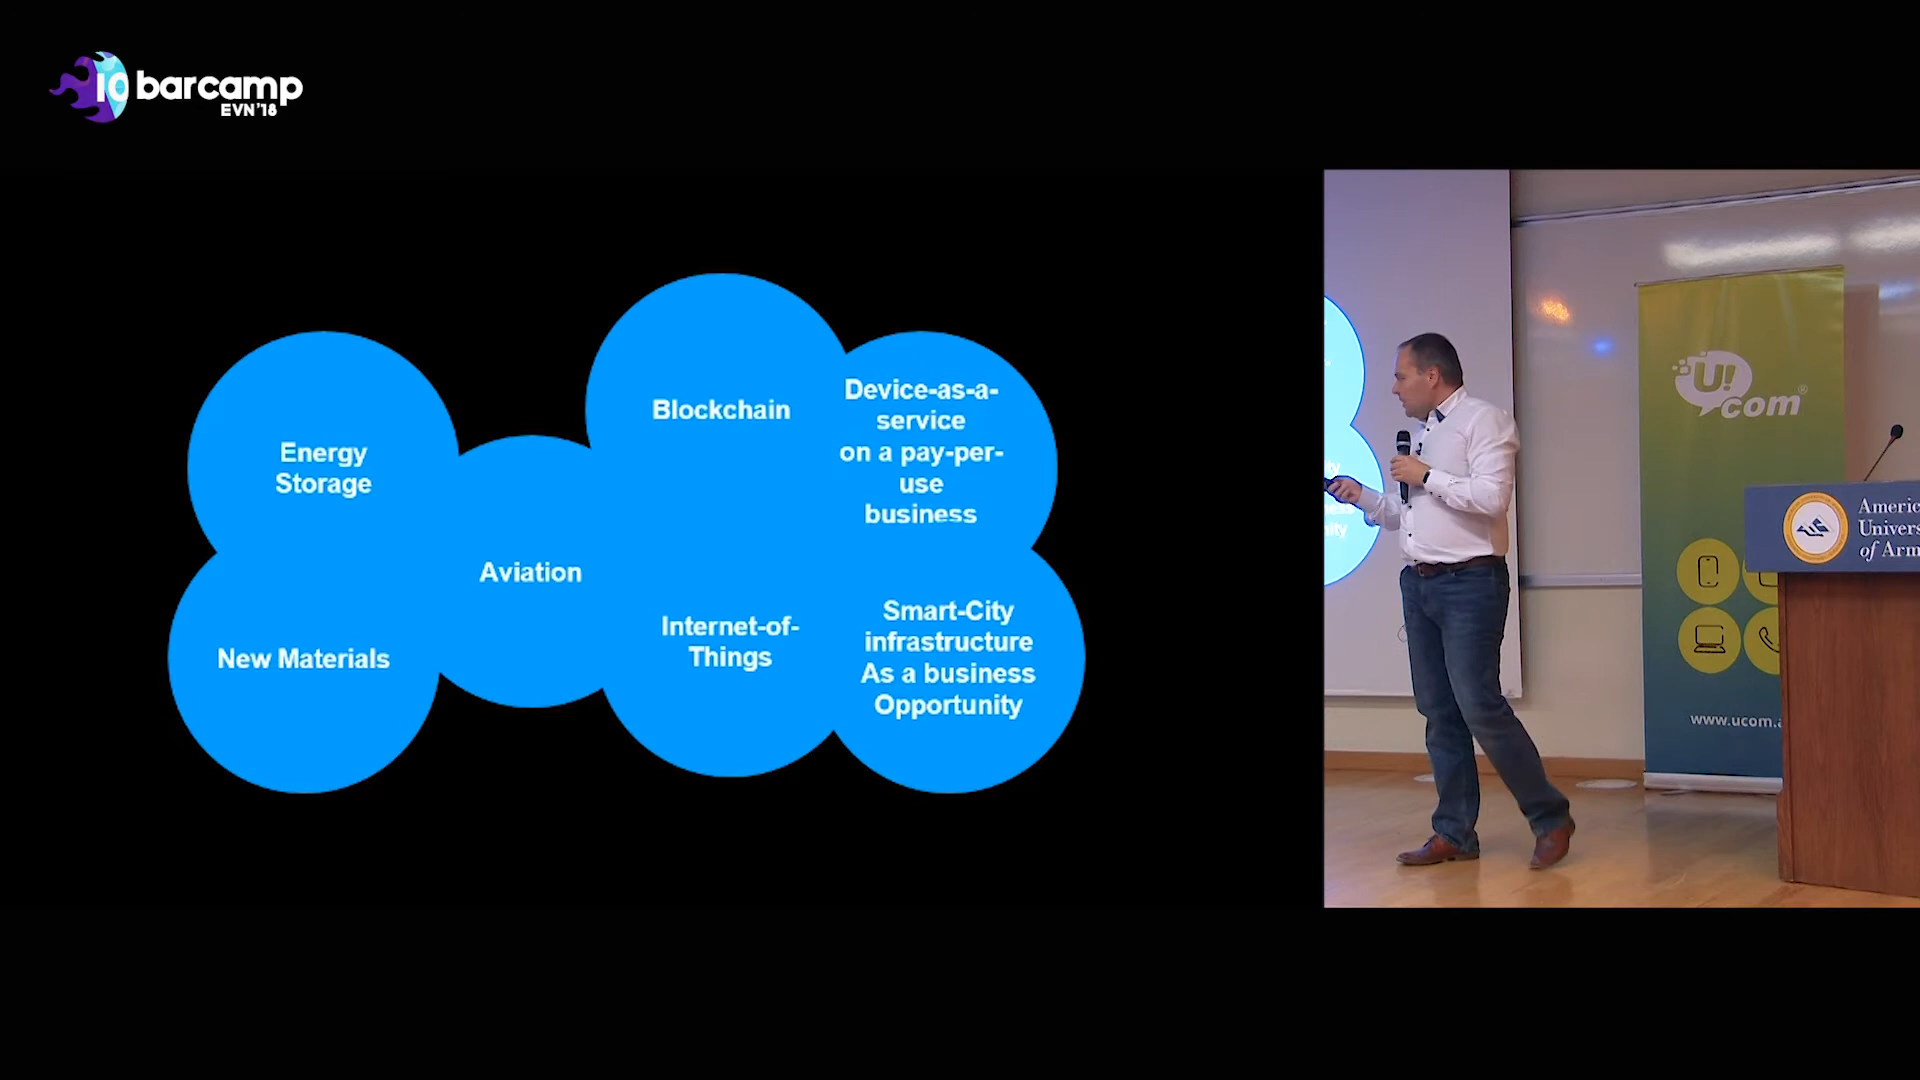 10 barcamp
EVN'18
Energy
Storage
New Materials
Aviation
Blockchain
Internet-of-
Things
Device-as-a-
service
on a pay-per-
use
business
Smart-City
infrastructure
As a business
Opportunity
U!
com
www.ucom.a
Americ
Univers
of Arm